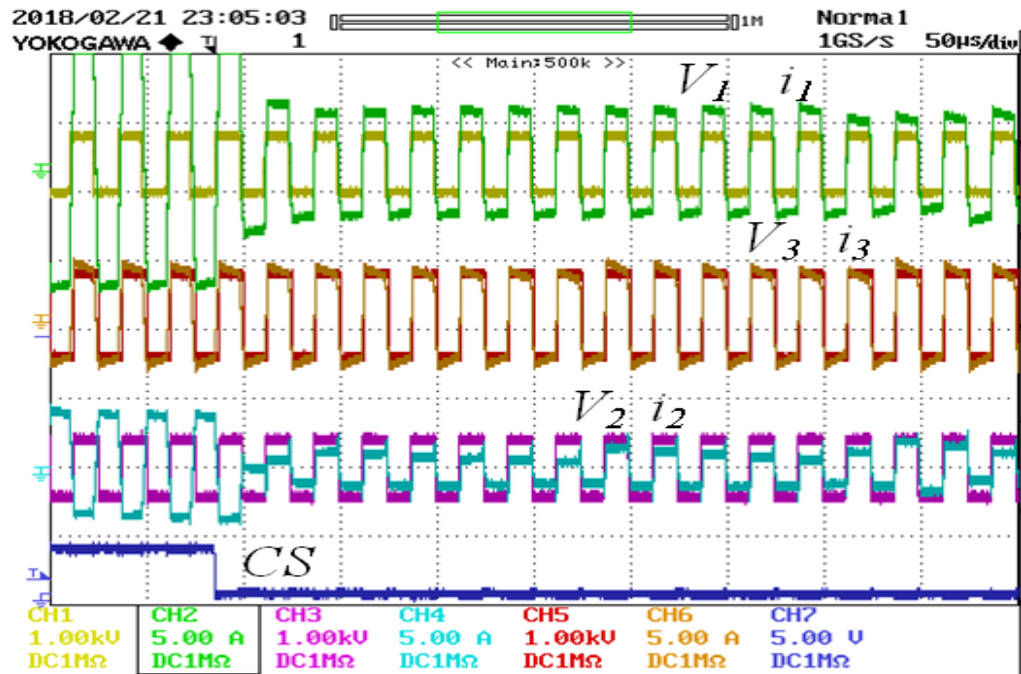 2018/02/21 23:05:03 1M Normal
YOKOGAWA ◆ 1 1GS/s 50µs/div
<< Main:500k >>
V1 i1
V3 i3
V2 i2
CS
CH1 CH2 CH3 CH4 CH5 CH6 CH7
1.00kV 5.00 A 1.00kV 5.00 A 1.00kV 5.00 A 5.00 V
DC1MΩ DC1MΩ DC1MΩ DC1MΩ DC1MΩ DC1MΩ DC1MΩ